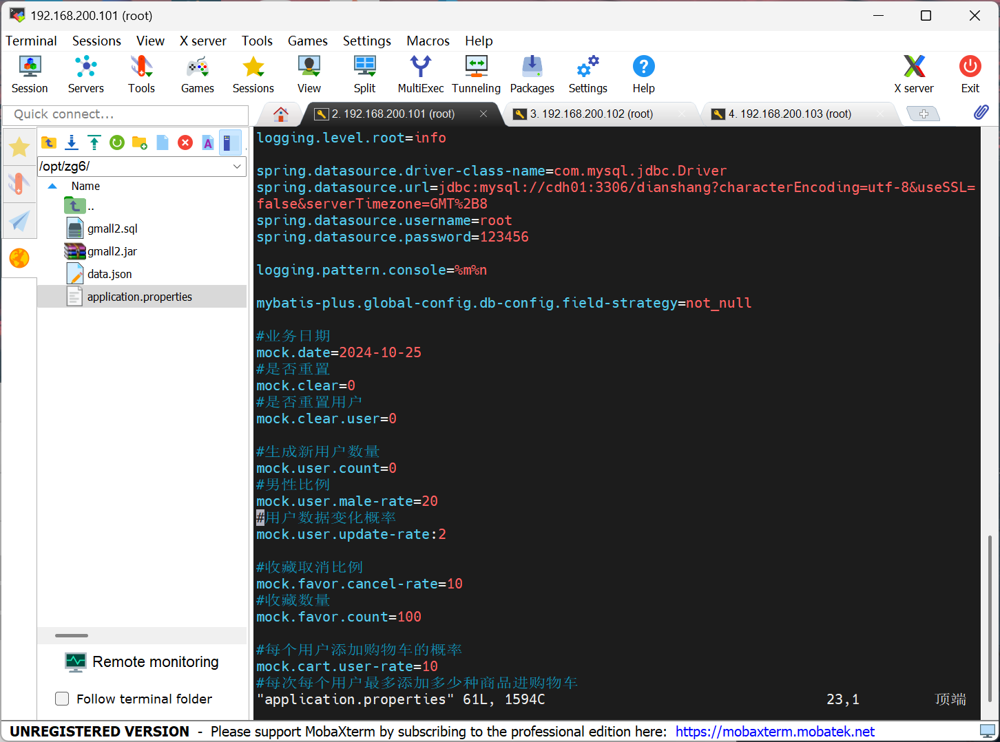 192.168.200.101 (root)
Terminal Sessions View X server Tools Games Settings Macros Help
Session Servers Tools Games Sessions View Split MultiExec Tunneling Packages Settings Help X server Exit
Quick connect...
2. 192.168.200.101 (root)
3. 192.168.200.102 (root)
4. 192.168.200.103 (root)
/opt/zg6/
Name
..
gmall2.sql
gmall2.jar
data.json
application.properties
Remote monitoring
Follow terminal folder
logging.level.root=info
spring.datasource.driver-class-name=com.mysql.jdbc.Driver
spring.datasource.url=jdbc:mysql://cdh01:3306/dianshang?characterEncoding=utf-8&useSSL=
false&serverTimezone=GMT%2B8
spring.datasource.username=root
spring.datasource.password=123456
logging.pattern.console=%m%n
mybatis-plus.global-config.db-config.field-strategy=not_null
#业务日期
mock.date=2024-10-25
#是否重置
mock.clear=0
#是否重置用户
mock.clear.user=0
#生成新用户数量
mock.user.count=0
#男性比例
mock.user.male-rate=20
#用户数据变化概率
mock.user.update-rate:2
#收藏取消比例
mock.favor.cancel-rate=10
#收藏数量
mock.favor.count=100
#每个用户添加购物车的概率
mock.cart.user-rate=10
#每次每个用户最多添加多少种商品进购物车
"application.properties" 61L, 1594C 23,1 顶端
UNREGISTERED VERSION - Please support MobaXterm by subscribing to the professional edition here: https://mobaxterm.mobatek.net